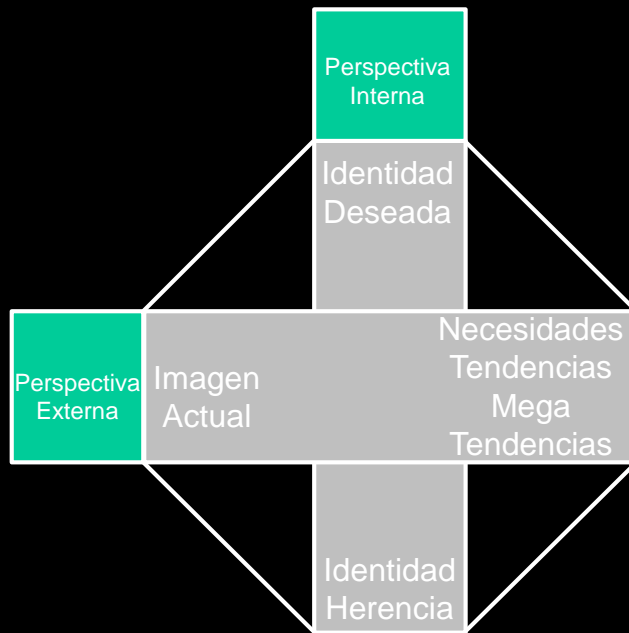 Perspectiva
Interna
Identidad
Deseada
Perspectiva
Externa
Imagen
Actual
Necesidades
Tendencias
Mega
Tendencias
Identidad
Herencia